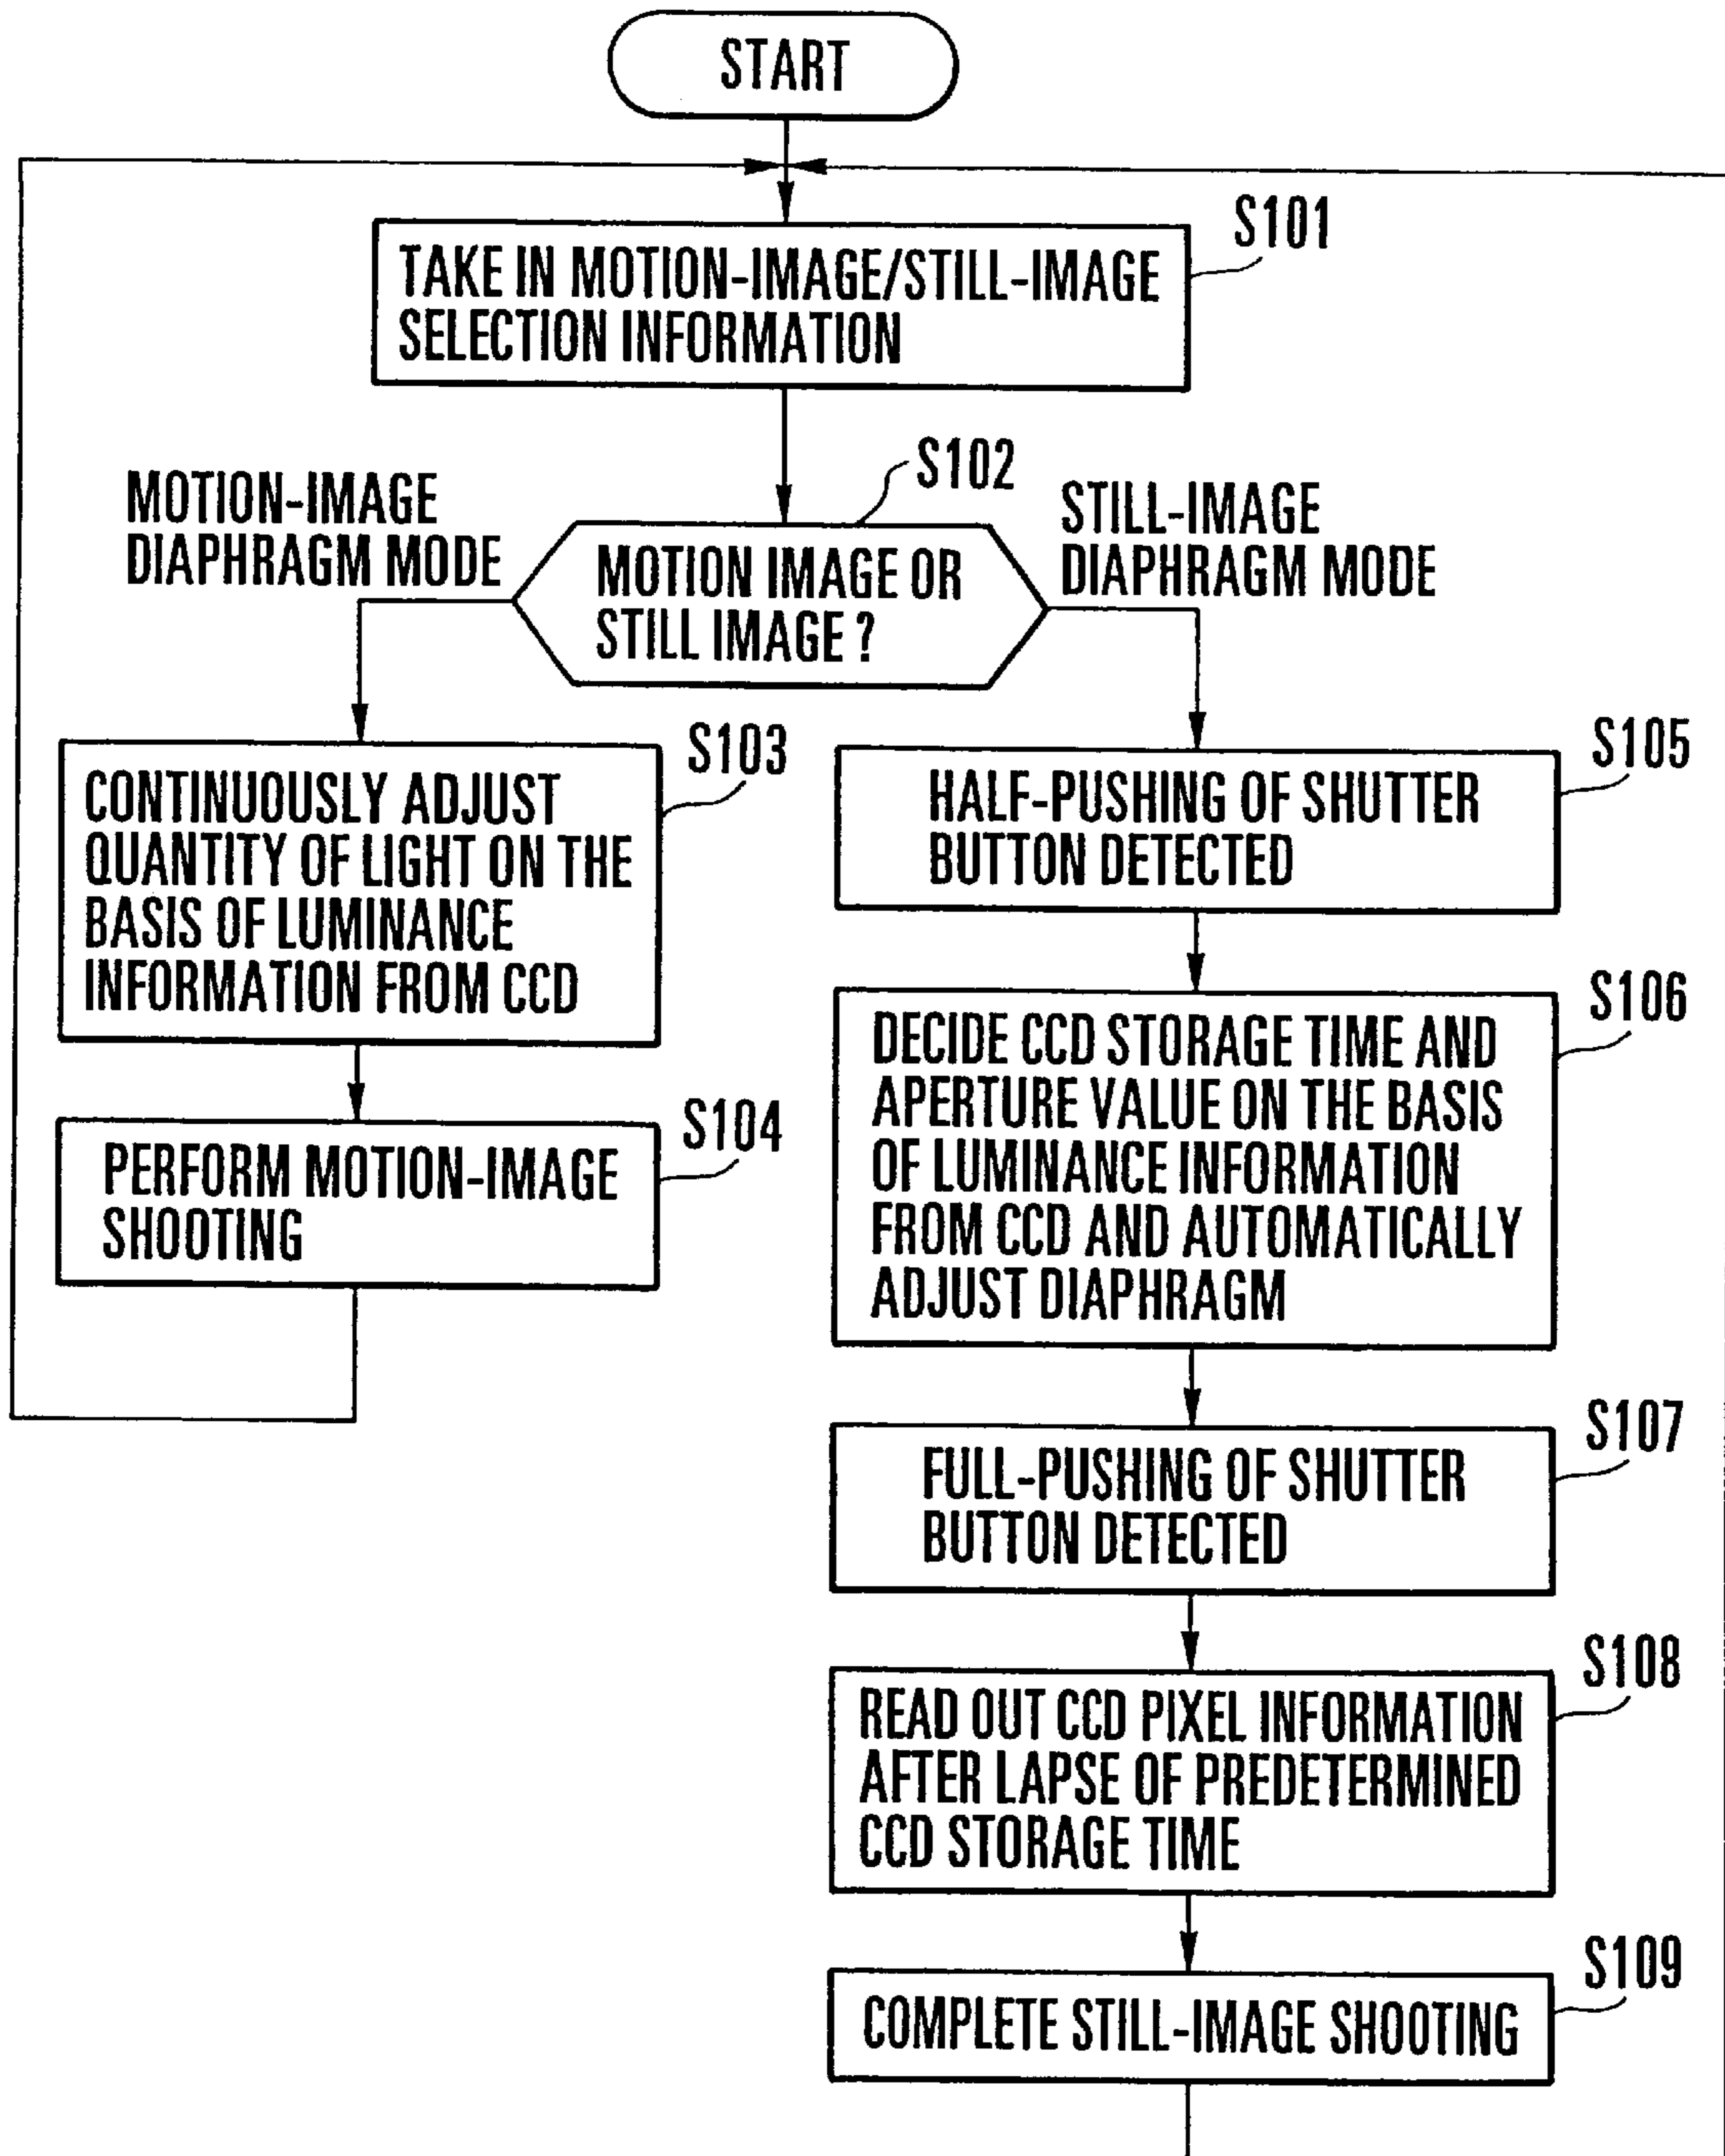 START
S101
TAKE IN MOTION-IMAGE/STILL-IMAGE
SELECTION INFORMATION
S102
MOTION-IMAGE
DIAPHRAGM MODE
STILL-IMAGE
DIAPHRAGM MODE
MOTION IMAGE OR
STILL IMAGE ?
S103
CONTINUOUSLY ADJUST
QUANTITY OF LIGHT ON THE
BASIS OF LUMINANCE
INFORMATION FROM CCD
S104
PERFORM MOTION-IMAGE
SHOOTING
S105
HALF-PUSHING OF SHUTTER
BUTTON DETECTED
S106
DECIDE CCD STORAGE TIME AND
APERTURE VALUE ON THE BASIS
OF LUMINANCE INFORMATION
FROM CCD AND AUTOMATICALLY
ADJUST DIAPHRAGM
S107
FULL-PUSHING OF SHUTTER
BUTTON DETECTED
S108
READ OUT CCD PIXEL INFORMATION
AFTER LAPSE OF PREDETERMINED
CCD STORAGE TIME
S109
COMPLETE STILL-IMAGE SHOOTING